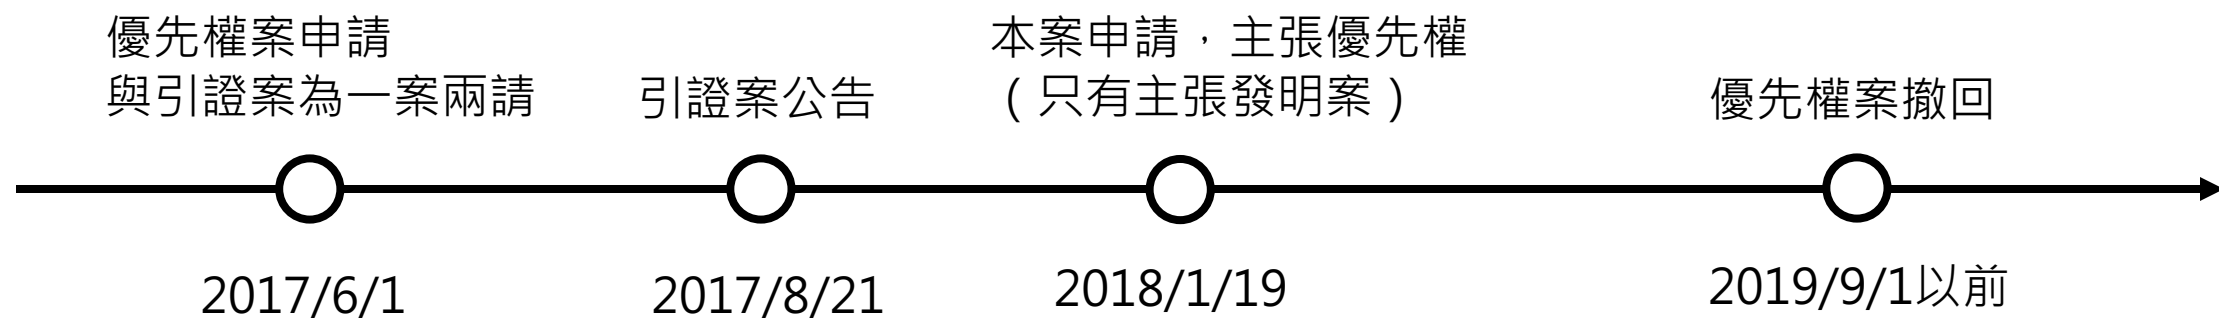 優先權案申請
與引證案為一案兩請
引證案公告
本案申請，主張優先權
（只有主張發明案）
優先權案撤回
2017/6/1
2017/8/21
2018/1/19
2019/9/1以前